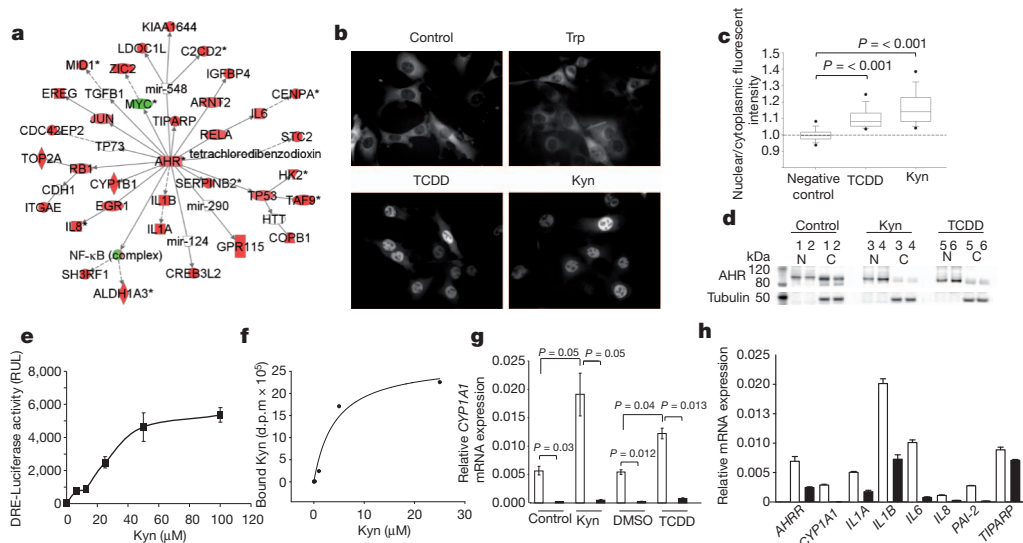 a
KIAA1644
LDOC1L
C2CD2*
MID1*
ZIC2
IGFBP4
mir-548
EREG
TGFB1
ARNT2
CENPA*
MYC*
JUN
TIPARP
IL6
CDC42EP2
RELA
STC2
TP73
tetrachlorodibenzodioxin
TOP2A
RB1
AHR*
HK2*
CYP1B1
SERPINB2*
CDH1
IL1B
TP53
TAF9*
ITGAE
EGR1
mir-290
HTT
IL8*
IL1A
COPB1
mir-124
GPR115
NF-κB (complex)
SH3RF1
CREB3L2
ALDH1A3*
b
Control
Trp
TCDD
Kyn
c
Nuclear/cytoplasmic fluorescent
intensity
1.5
1.4
1.3
1.2
1.1
1.0
0.9
P = < 0.001
P = < 0.001
Negative
control
TCDD
Kyn
d
Control
Kyn
TCDD
1 2 1 2
3 4 3 4
5 6 5 6
kDa
N C
N C
N C
AHR
120
80
Tubulin 50
e
DRE-Luciferase activity (RUL)
8,000
6,000
4,000
2,000
0
0 20 40 60 80 100 120
Kyn (μM)
f
Bound Kyn (d.p.m × 10⁵)
25
20
15
10
5
0
0 10 20 30
Kyn (μM)
g
Relative CYP1A1
mRNA expression
0.025
0.020
0.015
0.010
0.005
0.000
P = 0.05
P = 0.05
P = 0.04
P = 0.013
P = 0.03
P = 0.012
Control
Kyn
DMSO
TCDD
h
Relative mRNA expression
0.025
0.020
0.010
0.005
0.000
AHRR
CYP1A1
IL1A
IL1B
IL6
IL8
PAI-2
TIPARP